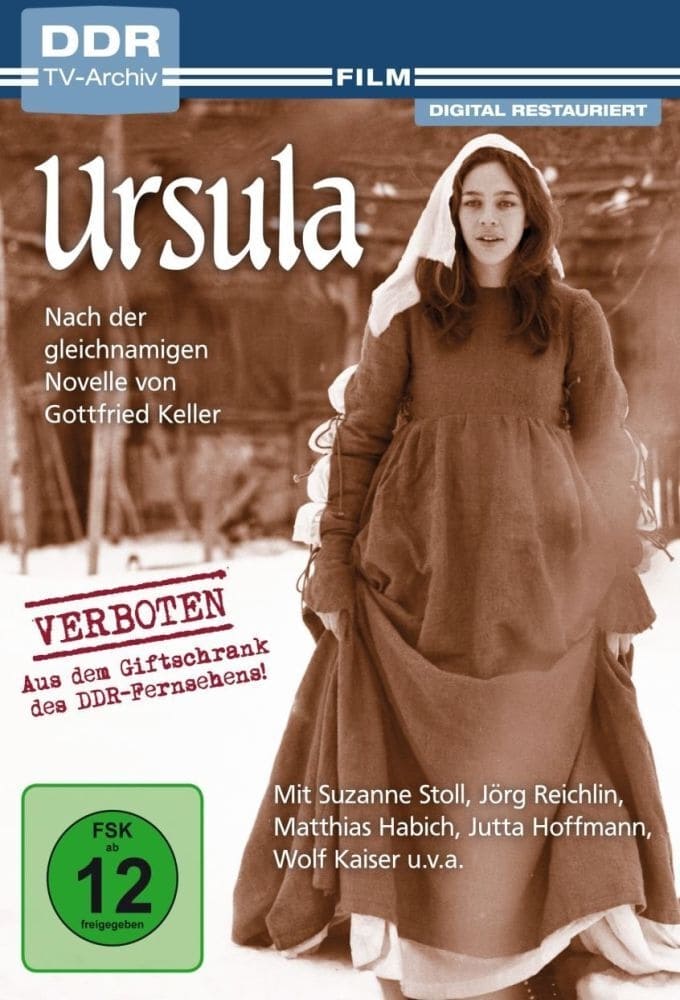 DDR
TV-Archiv
FILM
DIGITAL RESTAURIERT
Ursula
Nach der
gleichnamigen
Novelle von
Gottfried Keller
VERBOTEN
Aus dem Giftschrank
des DDR-Fernsehens!
Mit Suzanne Stoll, Jörg Reichlin,
Matthias Habich, Jutta Hoffmann,
Wolf Kaiser u.v.a.
FSK
ab
12
freigegeben